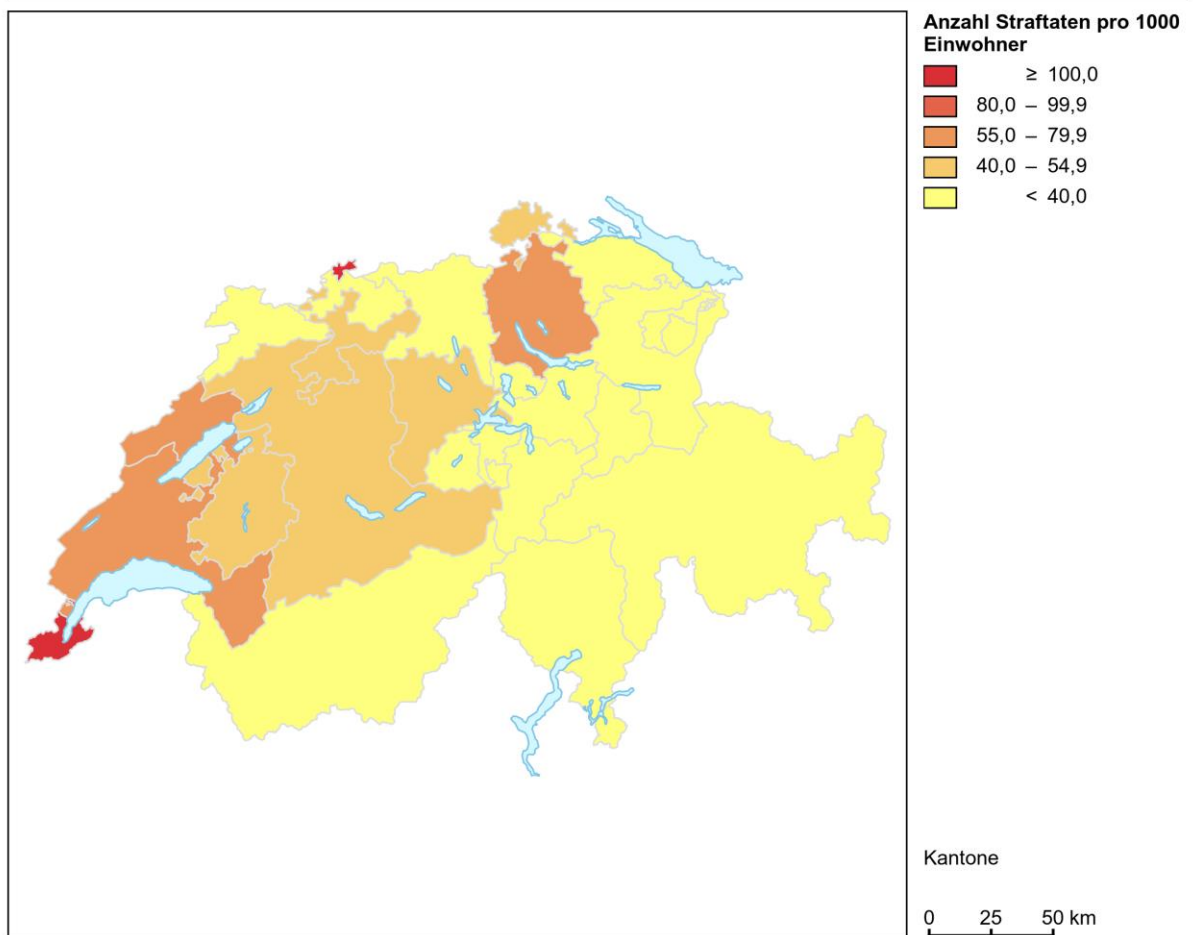 Anzahl Straftaten pro 1000
Einwohner
≥ 100,0
80,0 – 99,9
55,0 – 79,9
40,0 – 54,9
< 40,0
Kantone
0 25 50 km